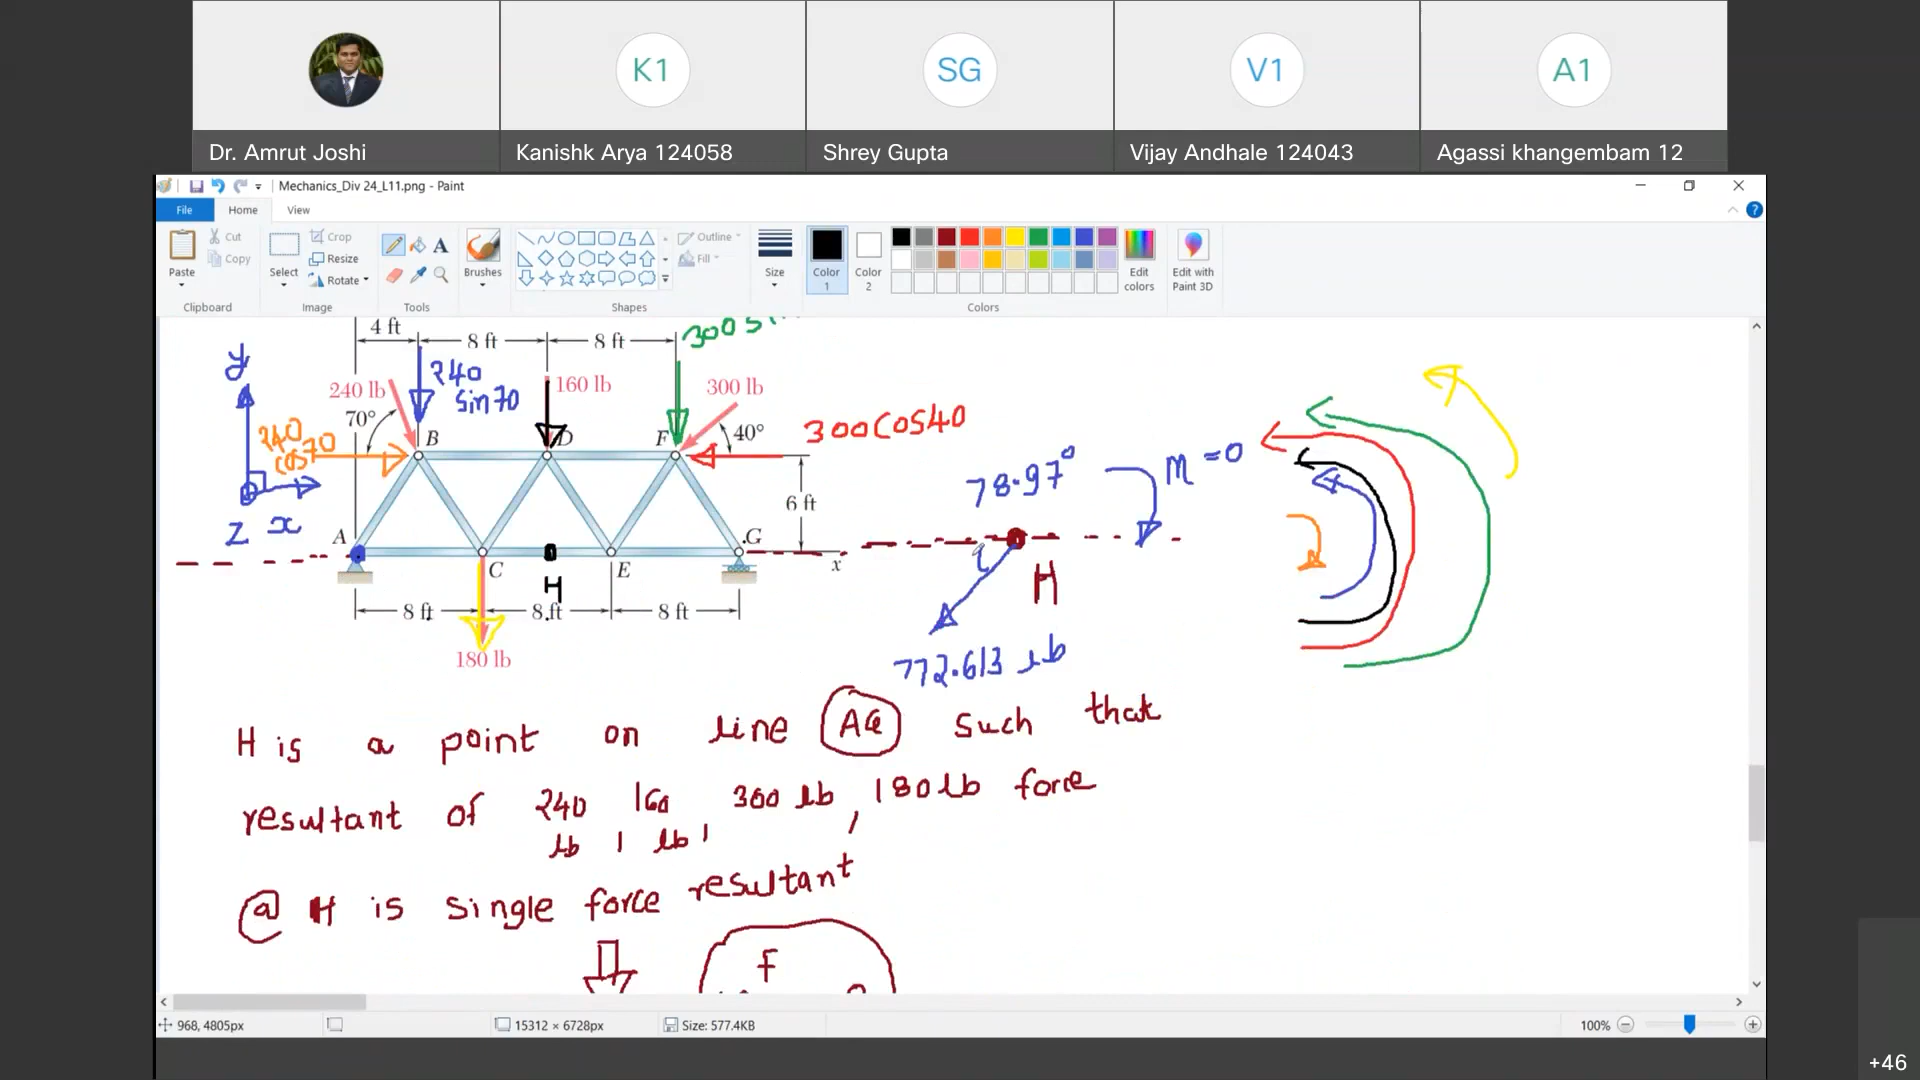 K1
SG
V1
A1
Dr. Amrut Joshi
Kanishk Arya 124058
Shrey Gupta
Vijay Andhale 124043
Agassi khangembam 12
Mechanics_Div 24_L11.png - Paint
File
Home
View
Paste
Cut
Copy
Clipboard
Select
Crop
Resize
Rotate
Image
A
Tools
Brushes
Shapes
Outline
Fill
Size
Color 1
Color 2
Edit colors
Edit with Paint 3D
Colors
4 ft
8 ft
8 ft
y
240 lb
240 sin70
160 lb
300 lb
70°
240 cos70
B
D
F
40°
300cos40
78.97°
M = 0
6 ft
z
x
A
G
C
H
E
x
H
8 ft
8 ft
8 ft
180 lb
772.613 lb
H is a point on line AG such that
resultant of 240 lb, 160 lb, 300 lb, 180 lb force
@ H is single force resultant
F
968, 4805px
15312 × 6728px
Size: 577.4KB
100%
+46